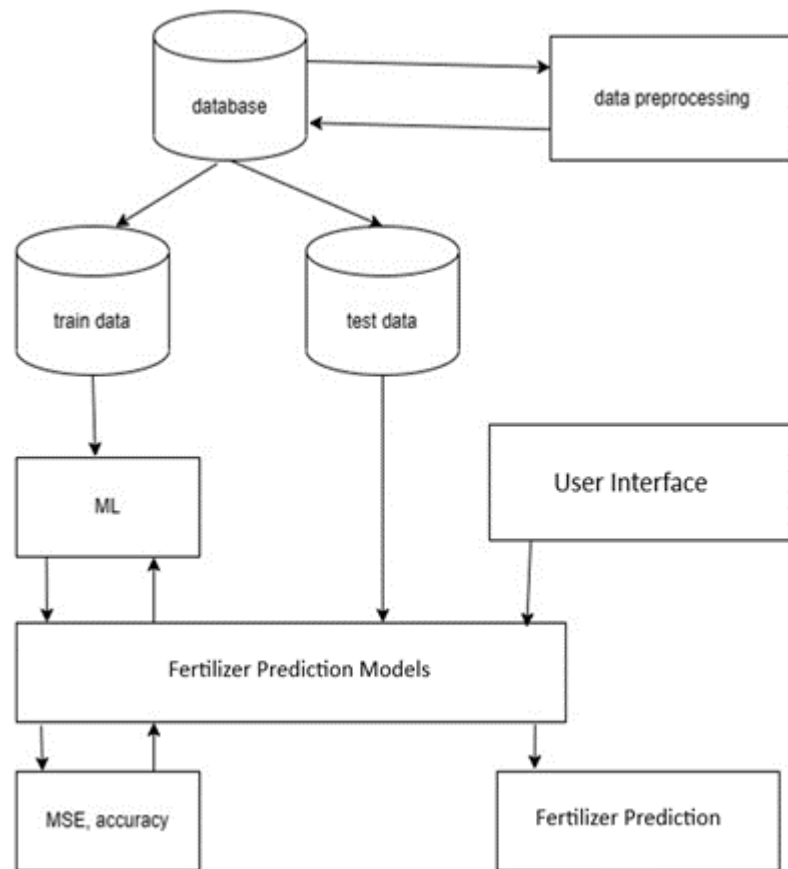 database
data preprocessing
train data
test data
ML
User Interface
Fertilizer Prediction Models
MSE, accuracy
Fertilizer Prediction